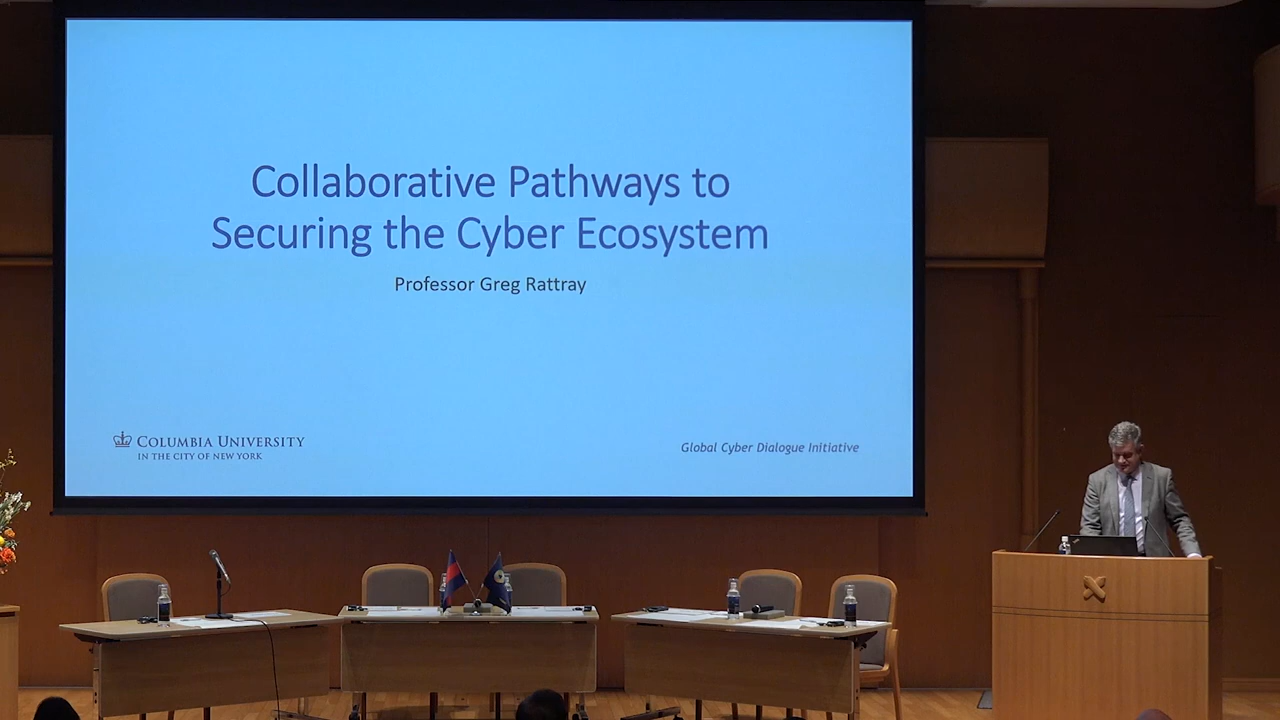 Collaborative Pathways to
Securing the Cyber Ecosystem
Professor Greg Rattray
COLUMBIA UNIVERSITY
IN THE CITY OF NEW YORK
Global Cyber Dialogue Initiative